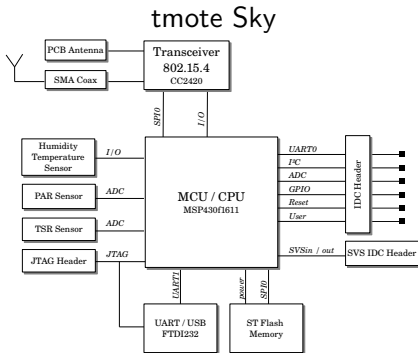 tmote Sky
PCB Antenna
SMA Coax
Transceiver
802.15.4
CC2420
SPI0
I/O
Humidity
Temperature
Sensor
I/O
PAR Sensor
ADC
TSR Sensor
ADC
JTAG Header
JTAG
MCU / CPU
MSP430f1611
UART0
I²C
ADC
GPIO
Reset
User
IDC Header
SVSin / out
SVS IDC Header
UART1
power
SPI0
UART / USB
FTDI232
ST Flash
Memory